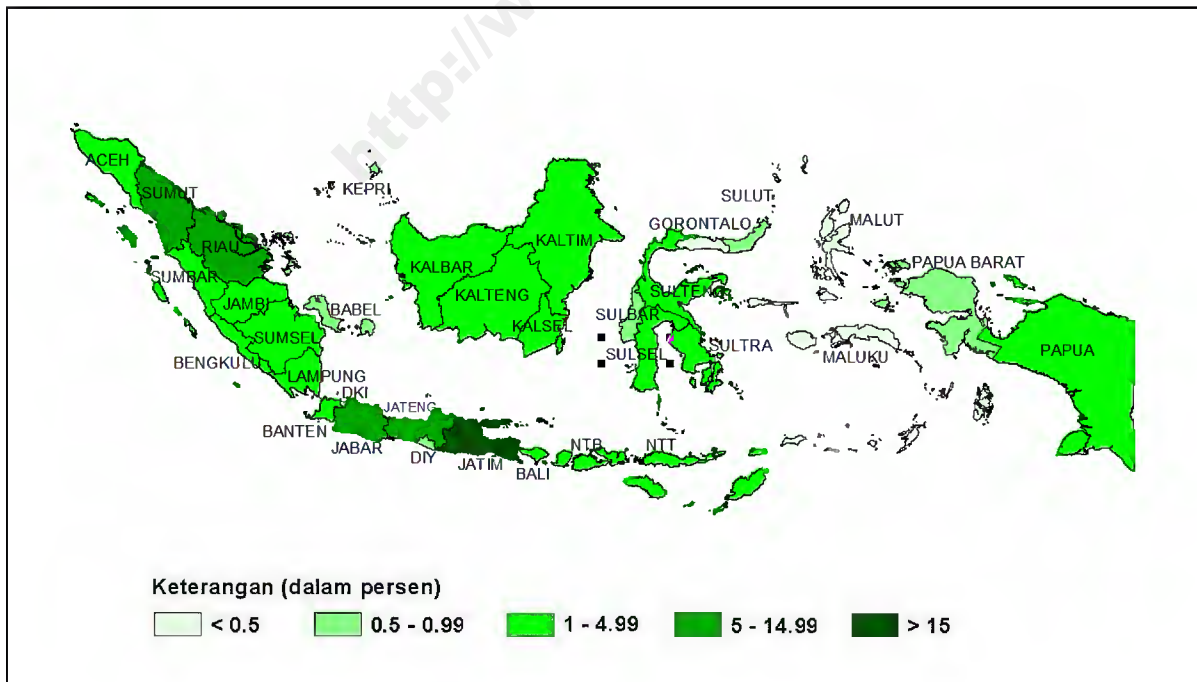 http://w
ACEH
SUMUT
RIAU
KEPRI
SUMBAR
JAMBI
BABEL
SUMSEL
BENGKULU
LAMPUNG
DKI
BANTEN
JABAR
JATENG
DIY
JATIM
BALI
NTB
NTT
KALBAR
KALTIM
KALTENG
KALSEL
SULUT
GORONTALO
SULTENG
SULBAR
SULSEL
SULTRA
MALUT
MALUKU
PAPUA BARAT
PAPUA
Keterangan (dalam persen)
< 0.5 0.5 - 0.99 1 - 4.99 5 - 14.99 > 15